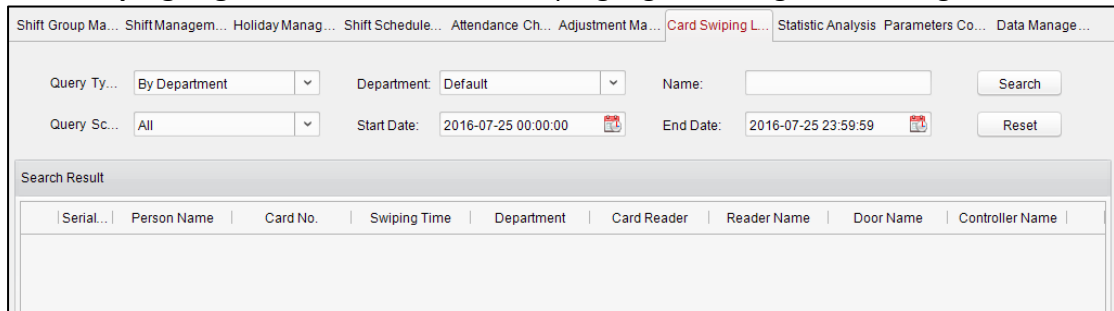 Shift Group Ma... Shift Managem... Holiday Manag... Shift Schedule... Attendance Ch... Adjustment Ma... Card Swiping L... Statistic Analysis Parameters Co... Data Manage...
Query Ty... By Department Department: Default Name: Search
Query Sc... All Start Date: 2016-07-25 00:00:00 End Date: 2016-07-25 23:59:59 Reset
Search Result
Serial... Person Name Card No. Swiping Time Department Card Reader Reader Name Door Name Controller Name